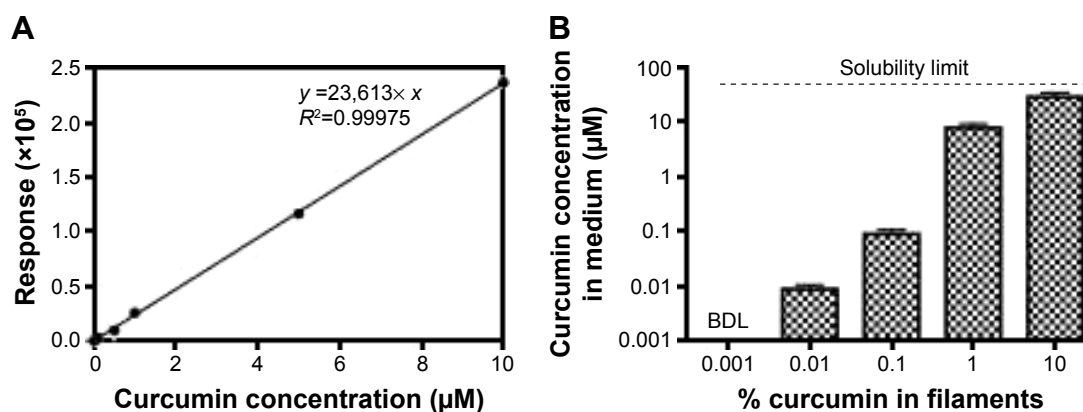 A
Response (×10⁵)
2.5
2.0
1.5
1.0
0.5
0.0
y =23,613× x
R²=0.99975
0
2
4
6
8
10
Curcumin concentration (µM)
B
Curcumin concentration
in medium (µM)
100
10
1
0.1
0.01
0.001
Solubility limit
BDL
0.001
0.01
0.1
1
10
% curcumin in filaments